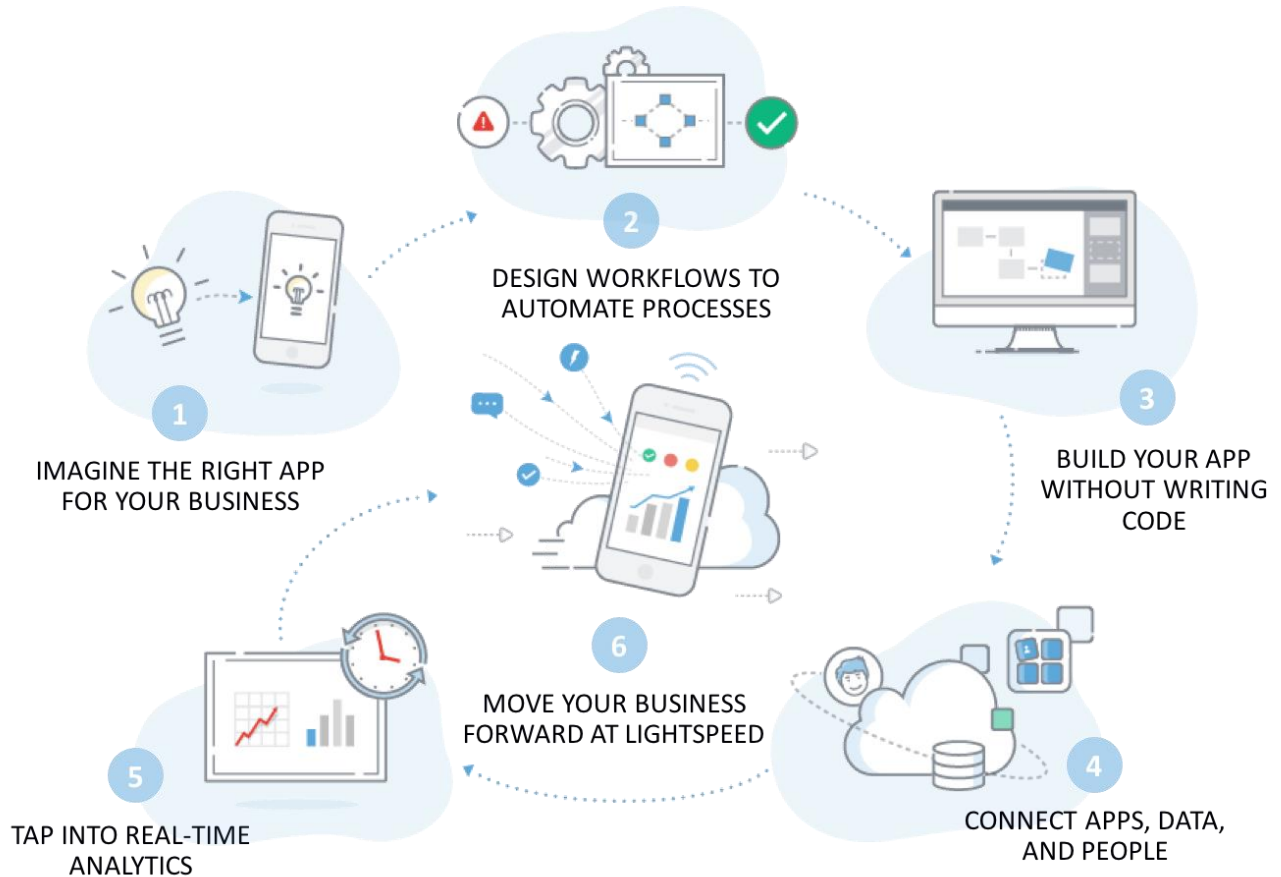 1
IMAGINE THE RIGHT APP
FOR YOUR BUSINESS
2
DESIGN WORKFLOWS TO
AUTOMATE PROCESSES
3
BUILD YOUR APP
WITHOUT WRITING
CODE
4
CONNECT APPS, DATA,
AND PEOPLE
5
TAP INTO REAL-TIME
ANALYTICS
6
MOVE YOUR BUSINESS
FORWARD AT LIGHTSPEED